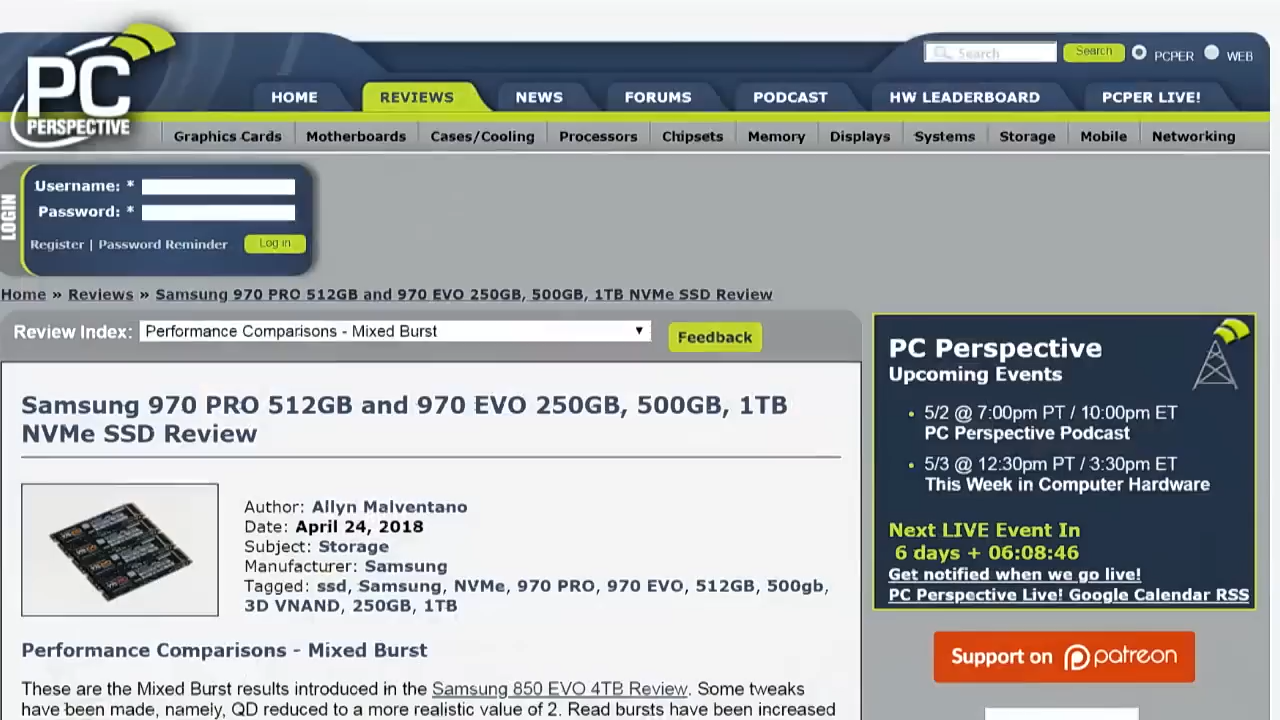 PC
PERSPECTIVE
Search
Search
PCPER
WEB
HOME
REVIEWS
NEWS
FORUMS
PODCAST
HW LEADERBOARD
PCPER LIVE!
Graphics Cards
Motherboards
Cases/Cooling
Processors
Chipsets
Memory
Displays
Systems
Storage
Mobile
Networking
LOGIN
Username: *
Password: *
Register | Password Reminder
Log in
Home » Reviews » Samsung 970 PRO 512GB and 970 EVO 250GB, 500GB, 1TB NVMe SSD Review
Review Index:
Performance Comparisons - Mixed Burst
Feedback
Samsung 970 PRO 512GB and 970 EVO 250GB, 500GB, 1TB
NVMe SSD Review
Author: Allyn Malventano
Date: April 24, 2018
Subject: Storage
Manufacturer: Samsung
Tagged: ssd, Samsung, NVMe, 970 PRO, 970 EVO, 512GB, 500gb,
3D VNAND, 250GB, 1TB
Performance Comparisons - Mixed Burst
These are the Mixed Burst results introduced in the Samsung 850 EVO 4TB Review. Some tweaks
have been made, namely, QD reduced to a more realistic value of 2. Read bursts have been increased
PC Perspective
Upcoming Events
• 5/2 @ 7:00pm PT / 10:00pm ET
PC Perspective Podcast
• 5/3 @ 12:30pm PT / 3:30pm ET
This Week in Computer Hardware
Next LIVE Event In
6 days + 06:08:46
Get notified when we go live!
PC Perspective Live! Google Calendar RSS
Support on patreon